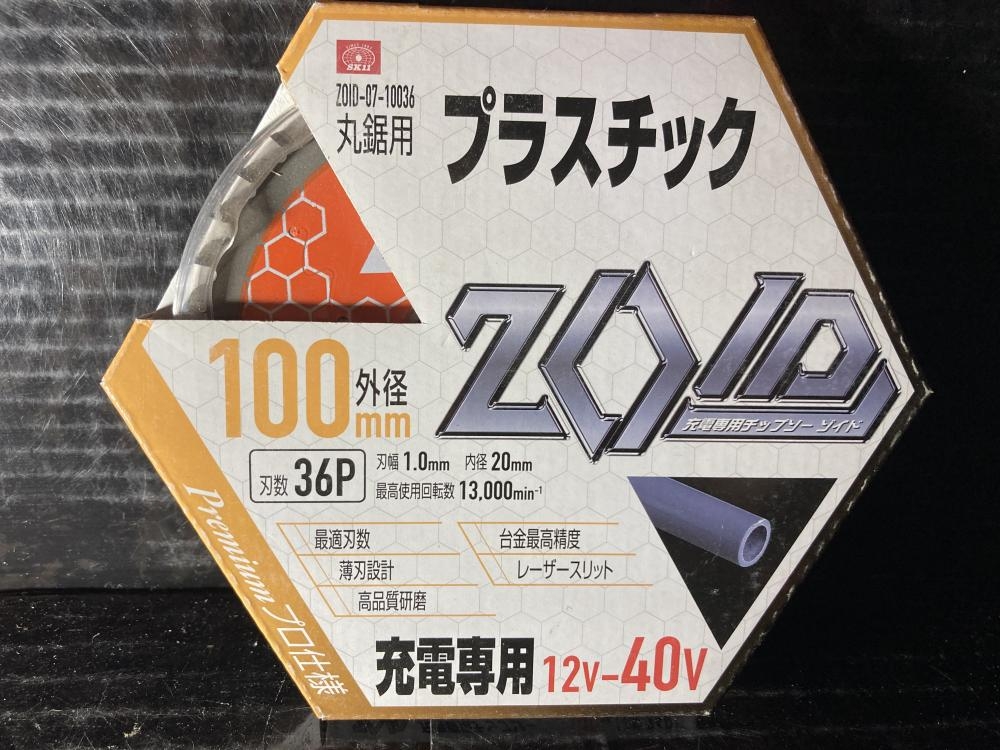 SINCE 1921
SK11
ZOID-07-10036
丸鋸用
プラスチック
ZOID
充電専用チップソー ゾイド
100mm
外径
刃数 36P
刃幅 1.0mm 内径 20mm
最高使用回転数 13,000min⁻¹
最適刃数
台金最高精度
薄刃設計
レーザースリット
高品質研磨
Premium プロ仕様
充電専用 12V-40V